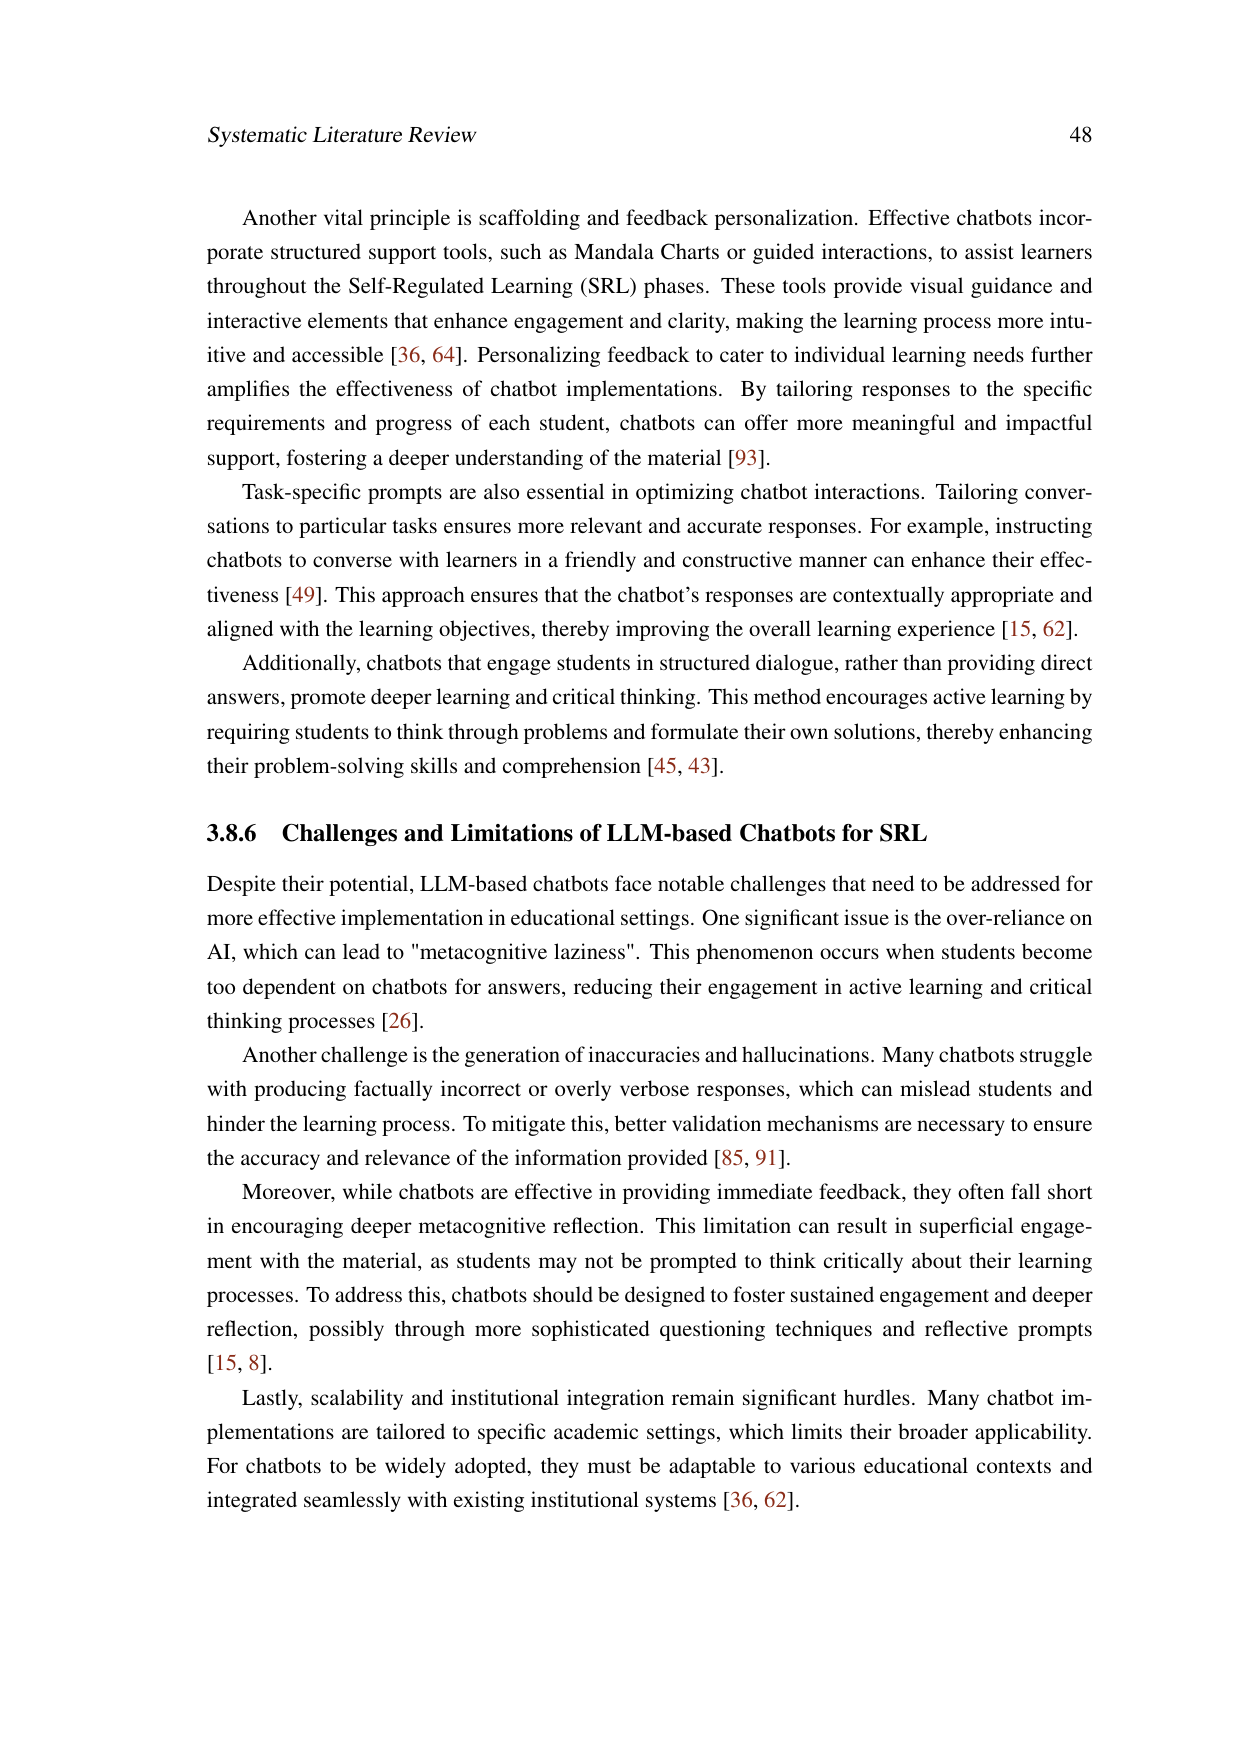 Systematic Literature Review 48
Another vital principle is scaffolding and feedback personalization. Effective chatbots incor-
porate structured support tools, such as Mandala Charts or guided interactions, to assist learners
throughout the Self-Regulated Learning (SRL) phases. These tools provide visual guidance and
interactive elements that enhance engagement and clarity, making the learning process more intu-
itive and accessible [36, 64]. Personalizing feedback to cater to individual learning needs further
amplifies the effectiveness of chatbot implementations. By tailoring responses to the specific
requirements and progress of each student, chatbots can offer more meaningful and impactful
support, fostering a deeper understanding of the material [93].
Task-specific prompts are also essential in optimizing chatbot interactions. Tailoring conver-
sations to particular tasks ensures more relevant and accurate responses. For example, instructing
chatbots to converse with learners in a friendly and constructive manner can enhance their effec-
tiveness [49]. This approach ensures that the chatbot’s responses are contextually appropriate and
aligned with the learning objectives, thereby improving the overall learning experience [15, 62].
Additionally, chatbots that engage students in structured dialogue, rather than providing direct
answers, promote deeper learning and critical thinking. This method encourages active learning by
requiring students to think through problems and formulate their own solutions, thereby enhancing
their problem-solving skills and comprehension [45, 43].
3.8.6 Challenges and Limitations of LLM-based Chatbots for SRL
Despite their potential, LLM-based chatbots face notable challenges that need to be addressed for
more effective implementation in educational settings. One significant issue is the over-reliance on
AI, which can lead to "metacognitive laziness". This phenomenon occurs when students become
too dependent on chatbots for answers, reducing their engagement in active learning and critical
thinking processes [26].
Another challenge is the generation of inaccuracies and hallucinations. Many chatbots struggle
with producing factually incorrect or overly verbose responses, which can mislead students and
hinder the learning process. To mitigate this, better validation mechanisms are necessary to ensure
the accuracy and relevance of the information provided [85, 91].
Moreover, while chatbots are effective in providing immediate feedback, they often fall short
in encouraging deeper metacognitive reflection. This limitation can result in superficial engage-
ment with the material, as students may not be prompted to think critically about their learning
processes. To address this, chatbots should be designed to foster sustained engagement and deeper
reflection, possibly through more sophisticated questioning techniques and reflective prompts
[15, 8].
Lastly, scalability and institutional integration remain significant hurdles. Many chatbot im-
plementations are tailored to specific academic settings, which limits their broader applicability.
For chatbots to be widely adopted, they must be adaptable to various educational contexts and
integrated seamlessly with existing institutional systems [36, 62].